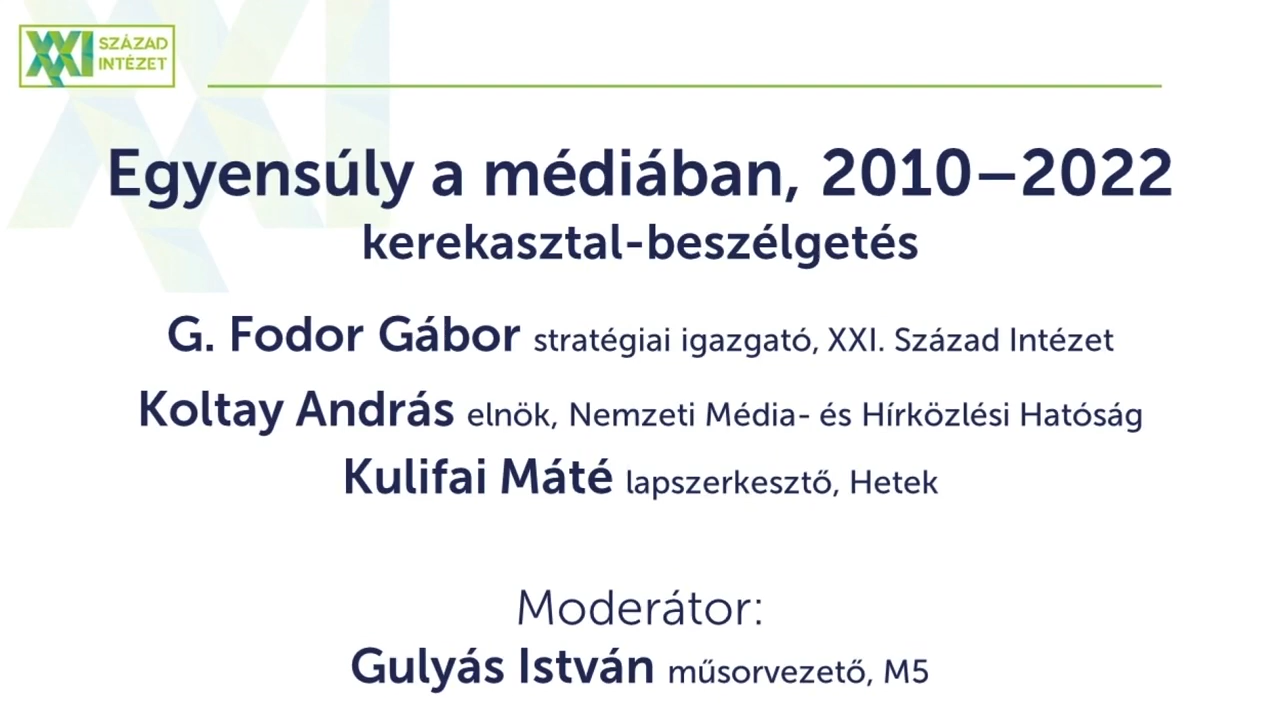 XXI SZÁZAD
INTÉZET
Egyensúly a médiában, 2010–2022
kerekasztal-beszélgetés
G. Fodor Gábor stratégiai igazgató, XXI. Század Intézet
Koltay András elnök, Nemzeti Média- és Hírközlési Hatóság
Kulifai Máté lapszerkesztő, Hetek
Moderátor:
Gulyás István műsorvezető, M5